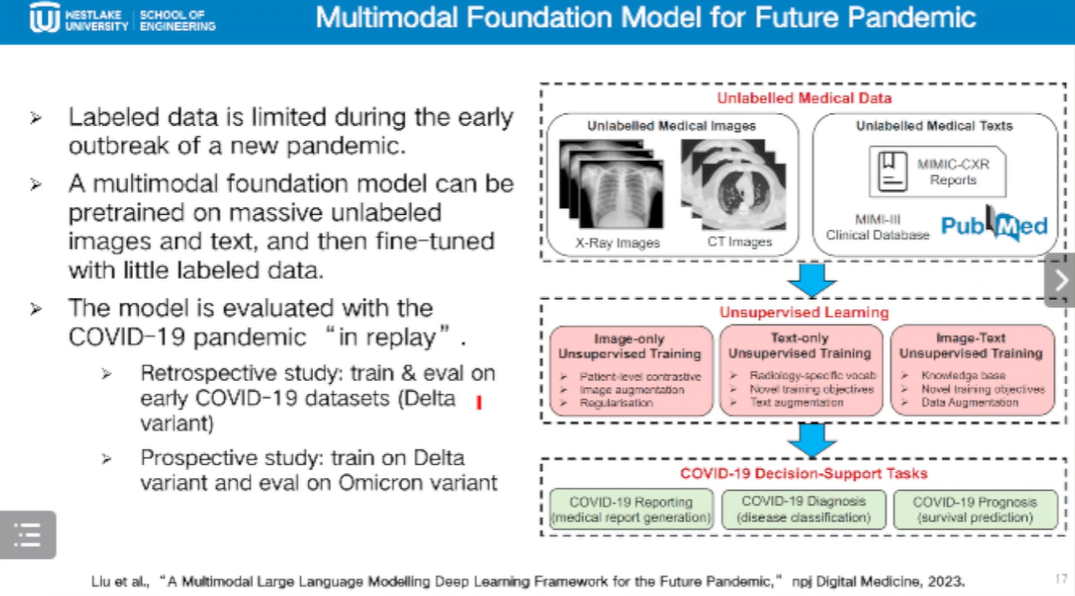 WESTLAKE
UNIVERSITY
SCHOOL OF
ENGINEERING
Multimodal Foundation Model for Future Pandemic
➢ Labeled data is limited during the early
outbreak of a new pandemic.
➢ A multimodal foundation model can be
pretrained on massive unlabeled
images and text, and then fine-tuned
with little labeled data.
➢ The model is evaluated with the
COVID-19 pandemic “in replay”.
➢ Retrospective study: train & eval on
early COVID-19 datasets (Delta
variant)
➢ Prospective study: train on Delta
variant and eval on Omicron variant
Unlabelled Medical Data
Unlabelled Medical Images
X-Ray Images
CT Images
Unlabelled Medical Texts
MIMIC-CXR
Reports
MIMI-III
Clinical Database
PubMed
Unsupervised Learning
Image-only
Unsupervised Training
➢ Patient-level contrastive
➢ Image augmentation
➢ Regularisation
Text-only
Unsupervised Training
➢ Radiology-specific vocab
➢ Novel training objectives
➢ Text augmentation
Image-Text
Unsupervised Training
➢ Knowledge base
➢ Novel training objectives
➢ Data Augmentation
COVID-19 Decision-Support Tasks
COVID-19 Reporting
(medical report generation)
COVID-19 Diagnosis
(disease classification)
COVID-19 Prognosis
(survival prediction)
Liu et al., “A Multimodal Large Language Modelling Deep Learning Framework for the Future Pandemic,” npj Digital Medicine, 2023.
17